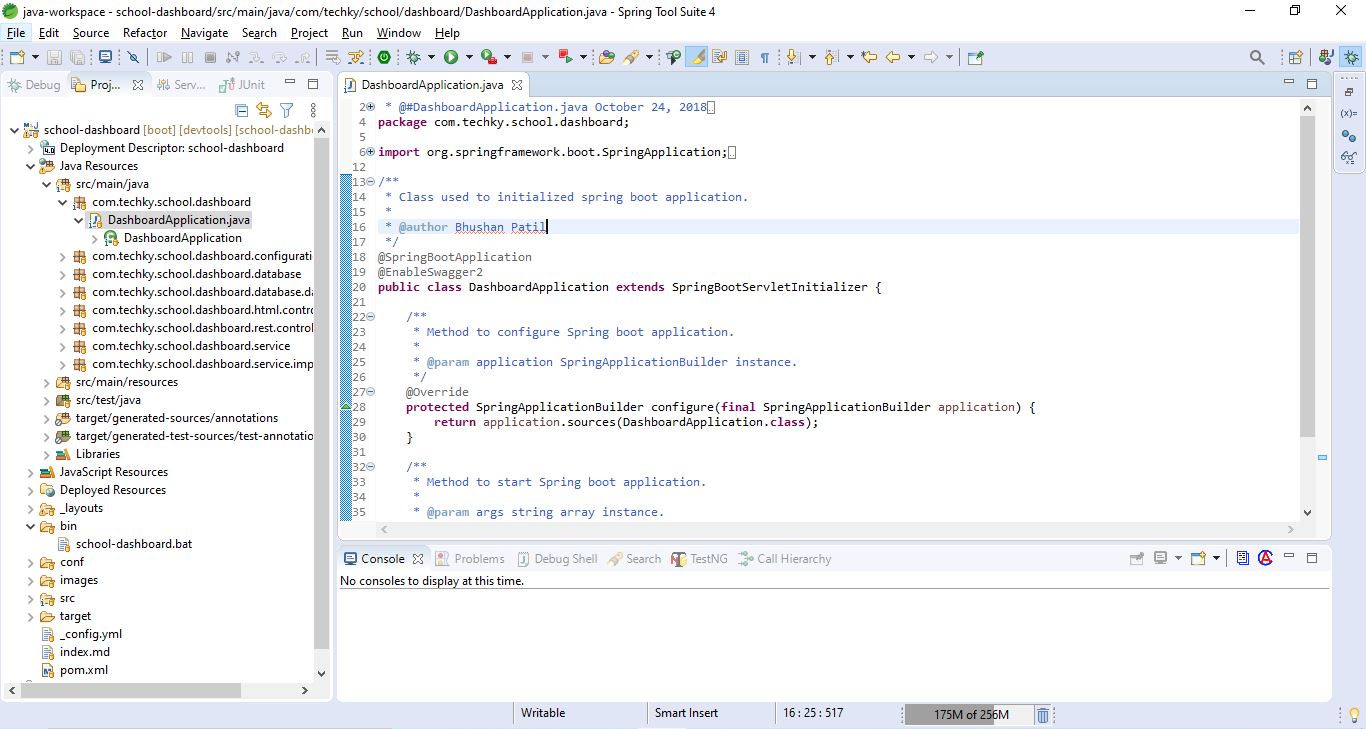 java-workspace - school-dashboard/src/main/java/com/techky/school/dashboard/DashboardApplication.java - Spring Tool Suite 4
File Edit Source Refactor Navigate Search Project Run Window Help
Debug Proj... Serv... JUnit
school-dashboard [boot] [devtools] [school-dashb
Deployment Descriptor: school-dashboard
Java Resources
src/main/java
com.techky.school.dashboard
DashboardApplication.java
DashboardApplication
com.techky.school.dashboard.configurati
com.techky.school.dashboard.database
com.techky.school.dashboard.database.d
com.techky.school.dashboard.html.contr
com.techky.school.dashboard.rest.control
com.techky.school.dashboard.service
com.techky.school.dashboard.service.imp
src/main/resources
src/test/java
target/generated-sources/annotations
target/generated-test-sources/test-annotatio
Libraries
JavaScript Resources
Deployed Resources
_layouts
bin
school-dashboard.bat
conf
images
src
target
_config.yml
index.md
pom.xml
DashboardApplication.java
2 * @#DashboardApplication.java October 24, 2018
4 package com.techky.school.dashboard;
5
6 import org.springframework.boot.SpringApplication;
12
13 /**
14 * Class used to initialized spring boot application.
15 *
16 * @author Bhushan Patil
17 */
18 @SpringBootApplication
19 @EnableSwagger2
20 public class DashboardApplication extends SpringBootServletInitializer {
21
22 /**
23 * Method to configure Spring boot application.
24 *
25 * @param application SpringApplicationBuilder instance.
26 */
27 @Override
28 protected SpringApplicationBuilder configure(final SpringApplicationBuilder application) {
29 return application.sources(DashboardApplication.class);
30 }
31
32 /**
33 * Method to start Spring boot application.
34 *
35 * @param args string array instance.
(x)=
Console Problems Debug Shell Search TestNG Call Hierarchy
No consoles to display at this time.
Writable Smart Insert 16 : 25 : 517 175M of 256M